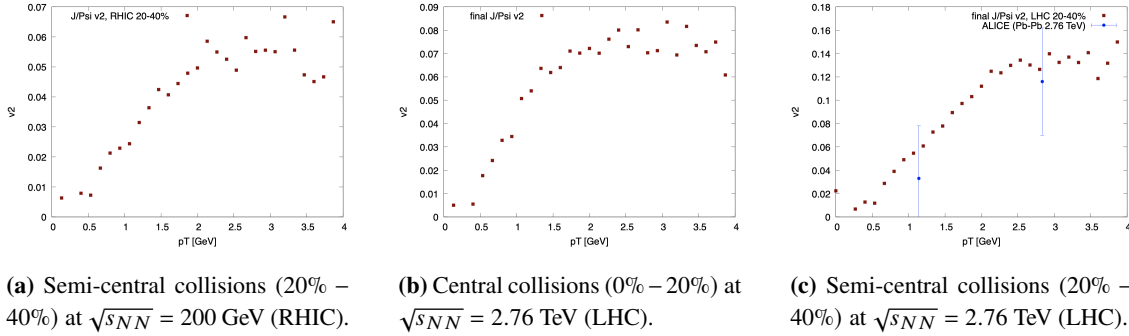 0.07
0.06
0.05
0.04
0.03
0.02
0.01
0
v2
J/Psi v2, RHIC 20-40%
0 0.5 1 1.5 2 2.5 3 3.5 4
pT [GeV]
(a) Semi-central collisions (20% –
40%) at √sNN = 200 GeV (RHIC).
0.09
0.08
0.07
0.06
0.05
0.04
0.03
0.02
0.01
0
v2
final J/Psi v2
0 0.5 1 1.5 2 2.5 3 3.5 4
pT [GeV]
(b) Central collisions (0% – 20%) at
√sNN = 2.76 TeV (LHC).
0.18
0.16
0.14
0.12
0.1
0.08
0.06
0.04
0.02
0
v2
final J/Psi v2, LHC 20-40%
ALICE (Pb-Pb 2.76 TeV)
0 0.5 1 1.5 2 2.5 3 3.5 4
pT [GeV]
(c) Semi-central collisions (20% –
40%) at √sNN = 2.76 TeV (LHC).